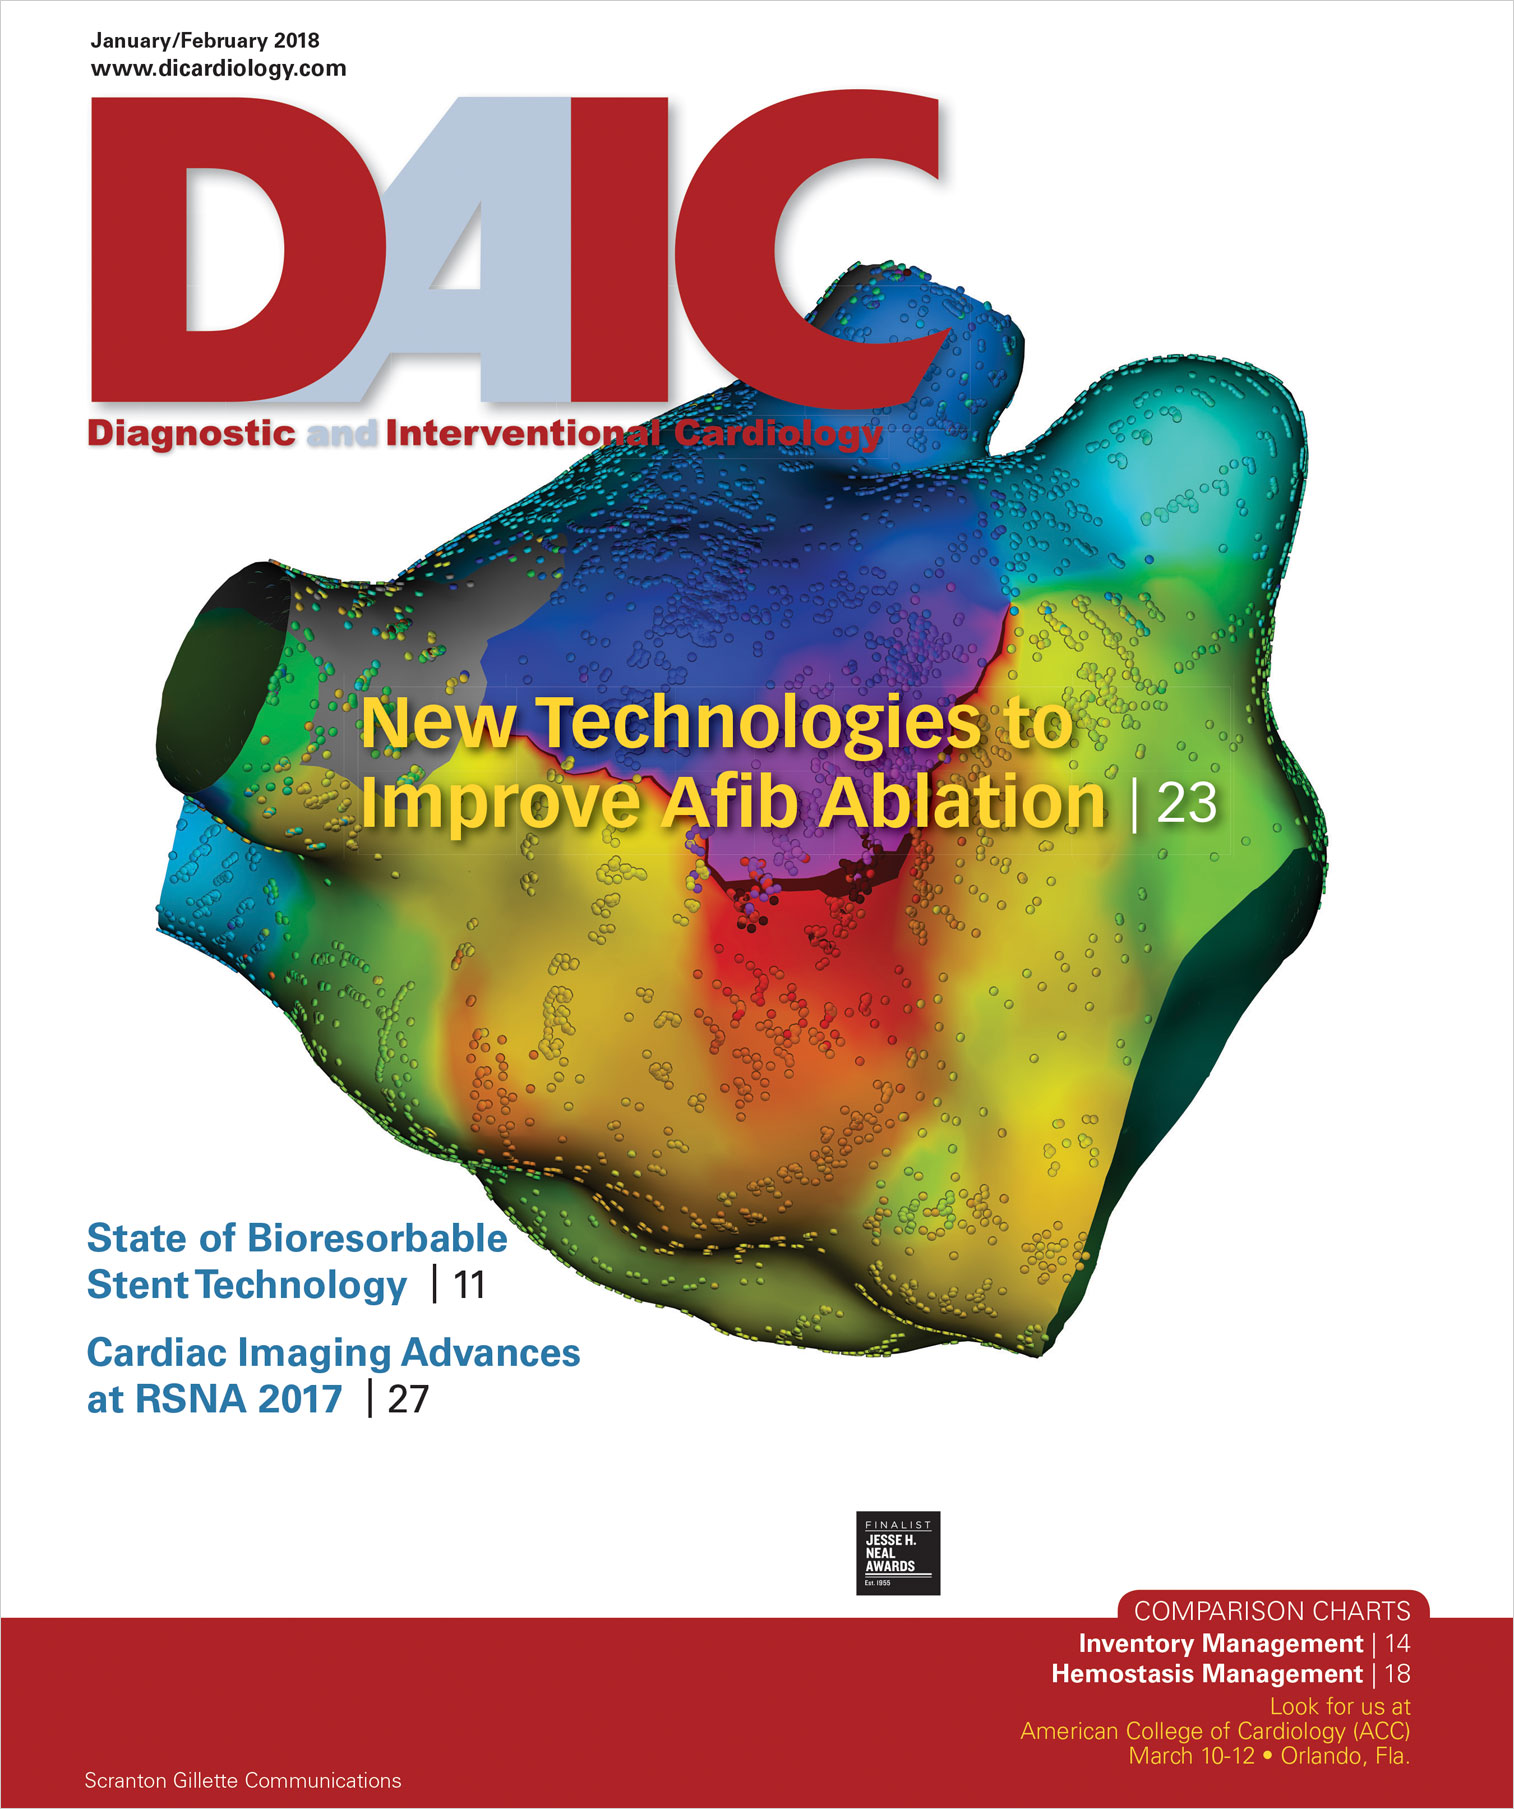 January/February 2018
www.dicardiology.com
DAIC
Diagnostic and Interventional Cardiology
New Technologies to
Improve Afib Ablation | 23
State of Bioresorbable
Stent Technology | 11
Cardiac Imaging Advances
at RSNA 2017 | 27
FINALIST
JESSE H.
NEAL
AWARDS
Est. 1955
COMPARISON CHARTS
Inventory Management | 14
Hemostasis Management | 18
Look for us at
American College of Cardiology (ACC)
March 10-12 • Orlando, Fla.
Scranton Gillette Communications